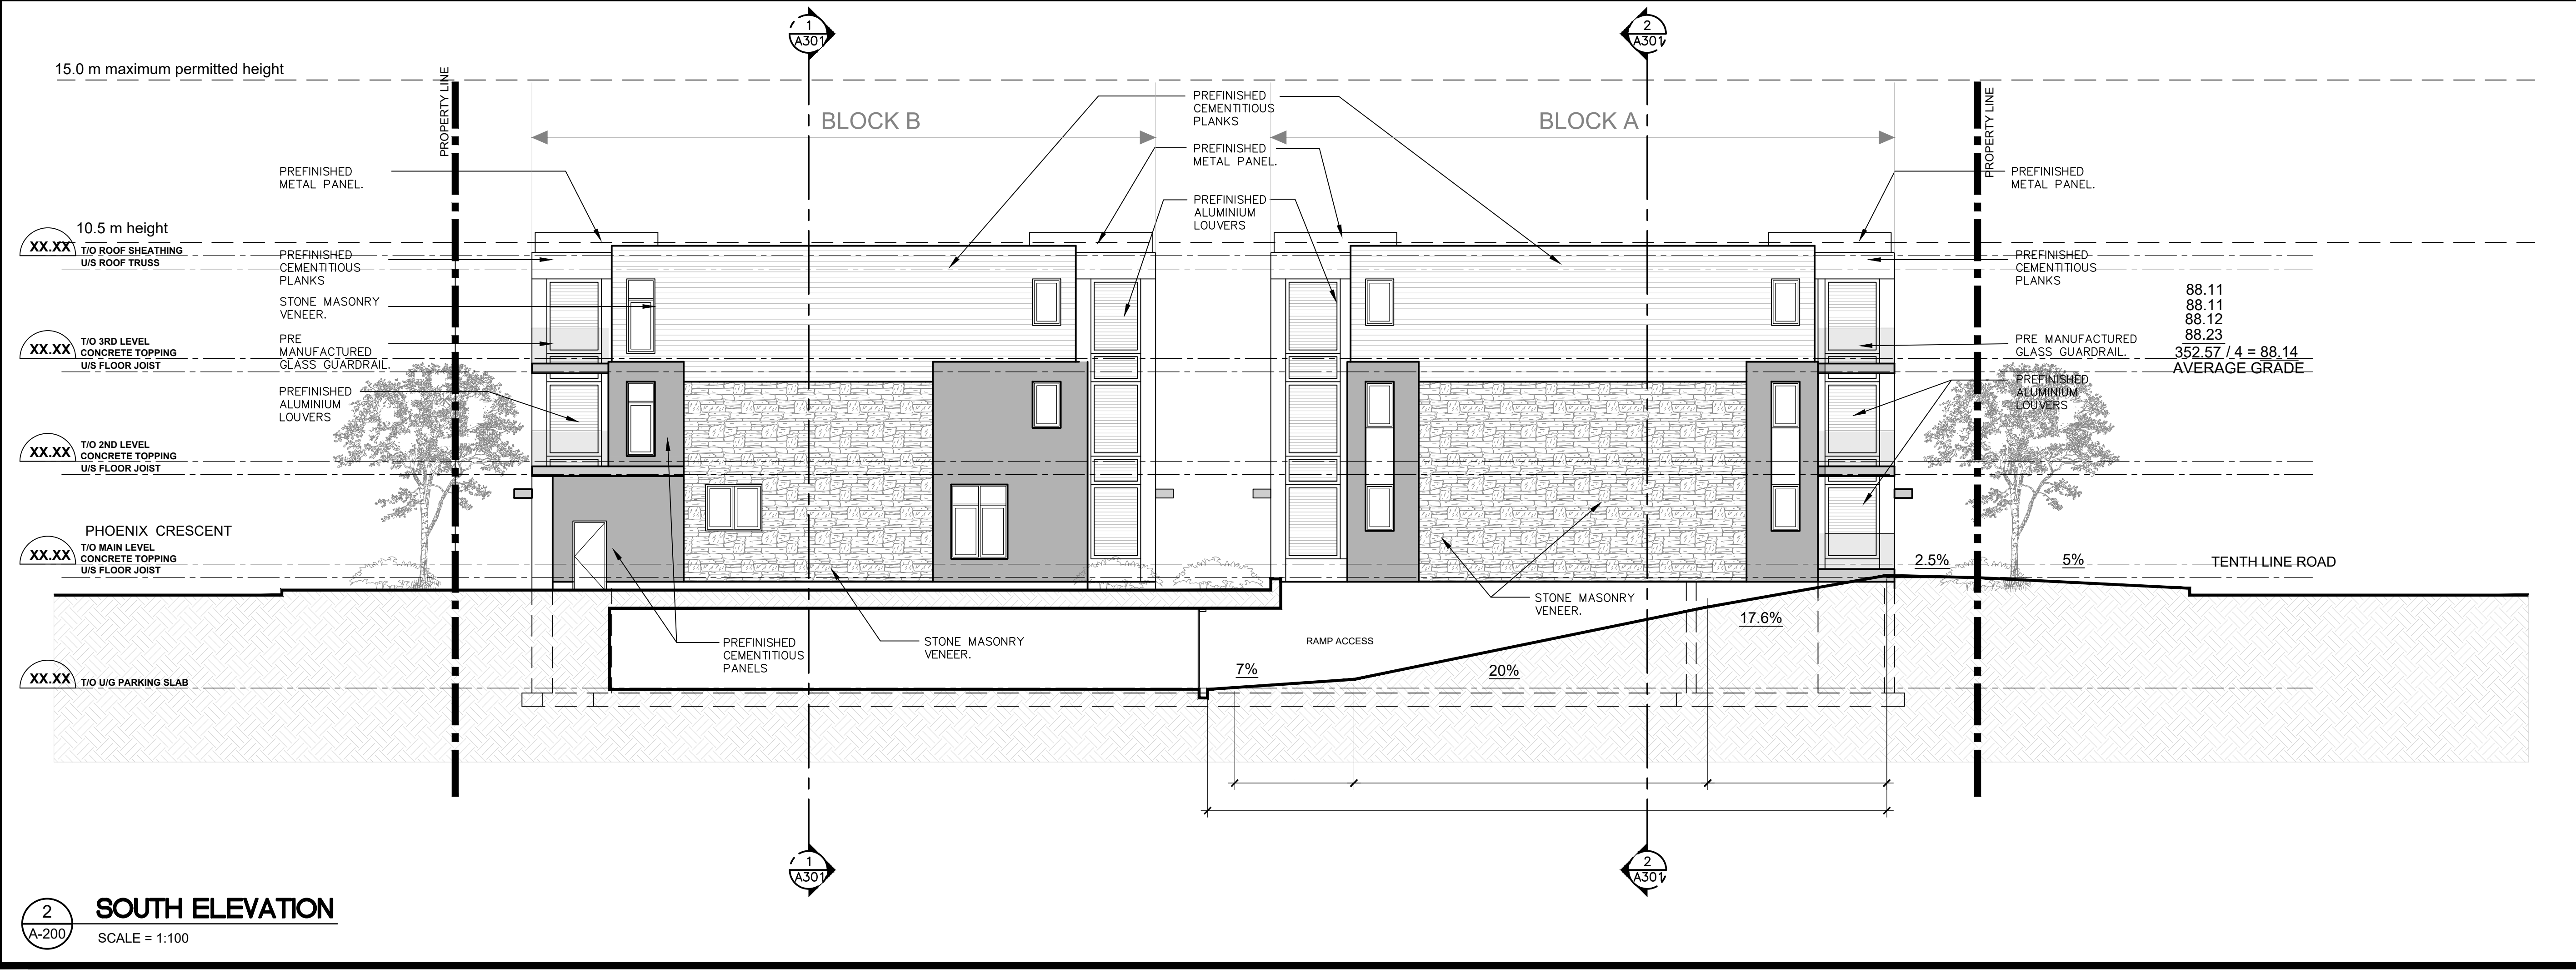 1
A301
2
A301
15.0 m maximum permitted height
PROPERTY LINE
PROPERTY LINE
BLOCK B
BLOCK A
PREFINISHED
CEMENTITIOUS
PLANKS
PREFINISHED
METAL PANEL.
PREFINISHED
ALUMINIUM
LOUVERS
PREFINISHED
METAL PANEL.
PREFINISHED
METAL PANEL.
10.5 m height
XX.XX
T/O ROOF SHEATHING
U/S ROOF TRUSS
PREFINISHED
CEMENTITIOUS
PLANKS
STONE MASONRY
VENEER.
PRE
MANUFACTURED
GLASS GUARDRAIL.
PREFINISHED
ALUMINIUM
LOUVERS
XX.XX
T/O 3RD LEVEL
CONCRETE TOPPING
U/S FLOOR JOIST
XX.XX
T/O 2ND LEVEL
CONCRETE TOPPING
U/S FLOOR JOIST
PHOENIX CRESCENT
XX.XX
T/O MAIN LEVEL
CONCRETE TOPPING
U/S FLOOR JOIST
XX.XX
T/O U/G PARKING SLAB
PREFINISHED
CEMENTITIOUS
PLANKS
88.11
88.11
88.12
88.23
352.57 / 4 = 88.14
AVERAGE GRADE
PRE MANUFACTURED
GLASS GUARDRAIL.
PREFINISHED
ALUMINIUM
LOUVERS
2.5%
5%
TENTH LINE ROAD
STONE MASONRY
VENEER.
17.6%
PREFINISHED
CEMENTITIOUS
PANELS
STONE MASONRY
VENEER.
RAMP ACCESS
7%
20%
1
A301
2
A301
2
A-200
SOUTH ELEVATION
SCALE = 1:100